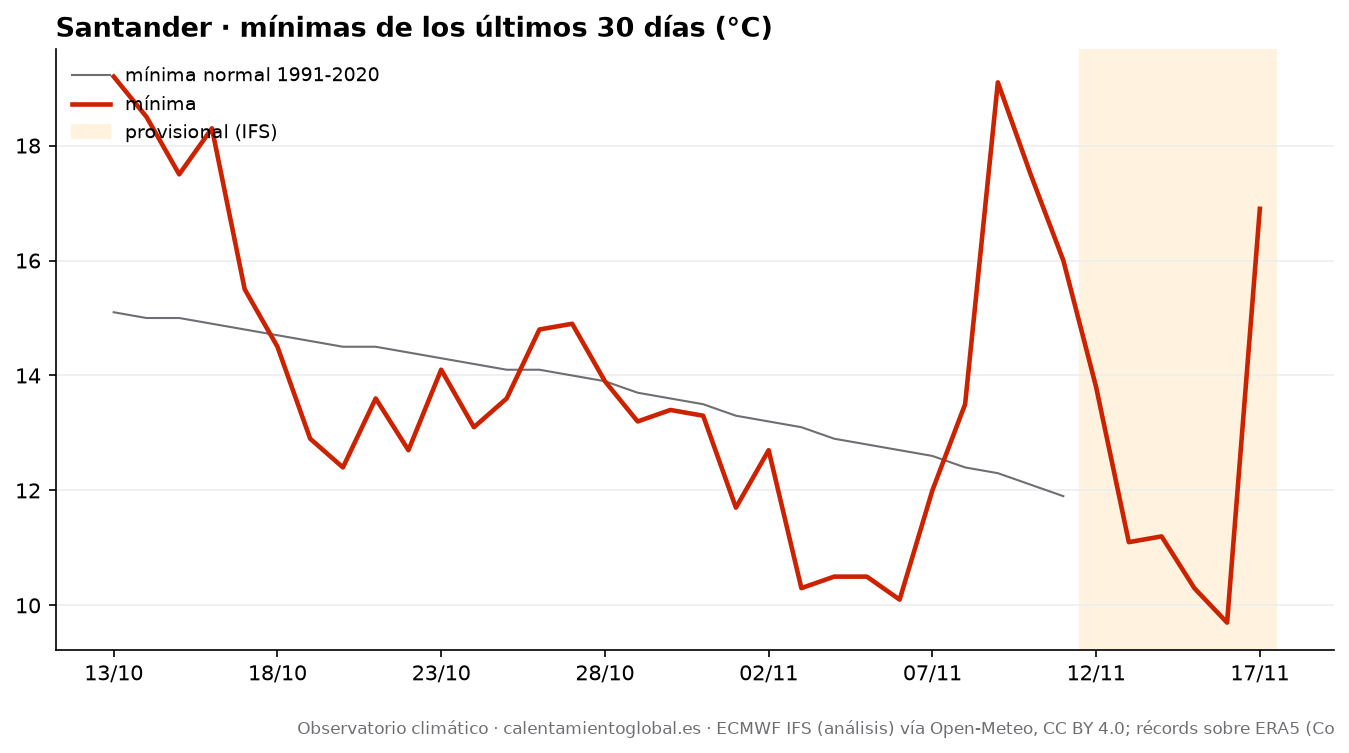 Santander · mínimas de los últimos 30 días (°C)
mínima normal 1991-2020
mínima
provisional (IFS)
18
16
14
12
10
13/10 18/10 23/10 28/10 02/11 07/11 12/11 17/11
Observatorio climático · calentamientoglobal.es · ECMWF IFS (análisis) vía Open-Meteo, CC BY 4.0; récords sobre ERA5 (Co